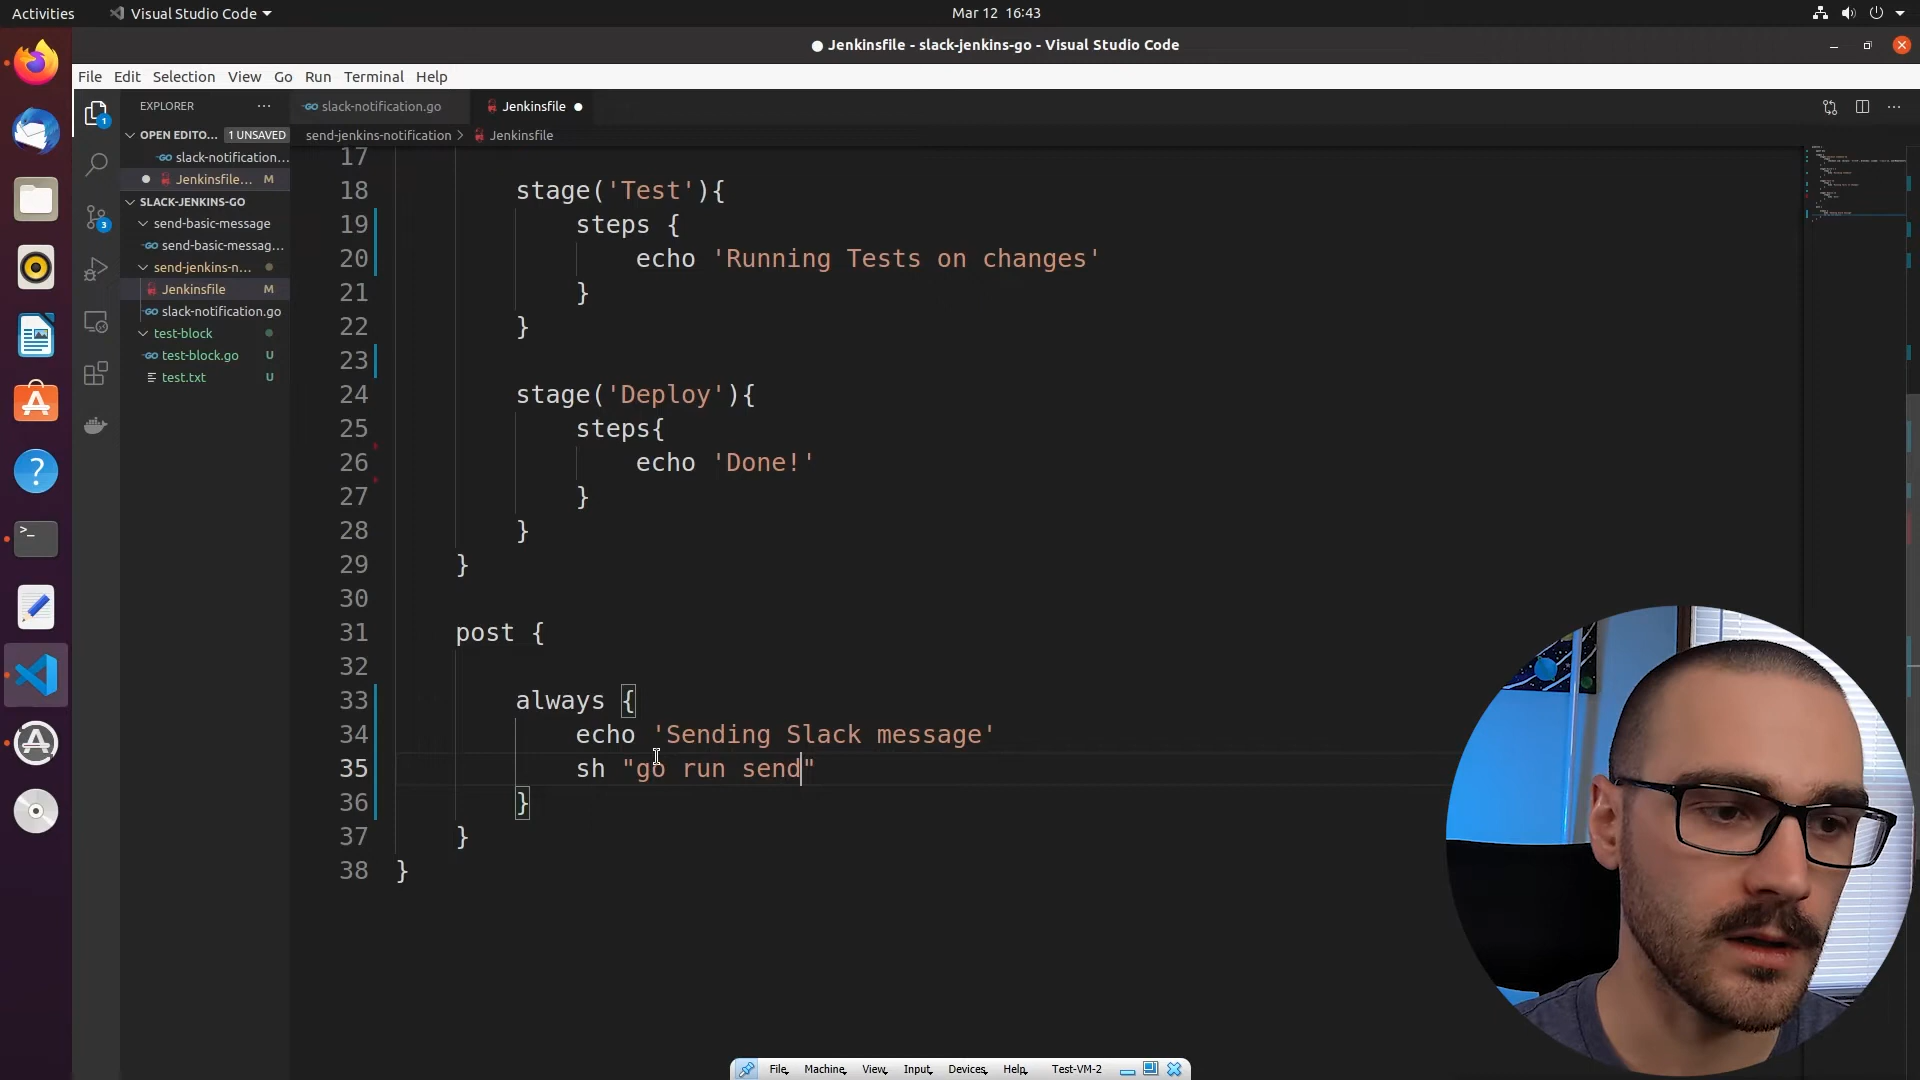 Activities
Visual Studio Code
Mar 12 16:43
● Jenkinsfile - slack-jenkins-go - Visual Studio Code
File Edit Selection View Go Run Terminal Help
EXPLORER
slack-notification.go
Jenkinsfile ●
OPEN EDITO... 1 UNSAVED
send-jenkins-notification > Jenkinsfile
slack-notification...
● Jenkinsfile... M
SLACK-JENKINS-GO
send-basic-message
send-basic-messag...
send-jenkins-n...
Jenkinsfile M
slack-notification.go
test-block
test-block.go U
test.txt U
1
3
17
18 stage('Test'){
19 steps {
20 echo 'Running Tests on changes'
21 }
22 }
23
24 stage('Deploy'){
25 steps{
26 echo 'Done!'
27 }
28 }
29 }
30
31 post {
32
33 always {
34 echo 'Sending Slack message'
35 sh "go run send"
36 }
37 }
38 }
File Machine View Input Devices Help Test-VM-2